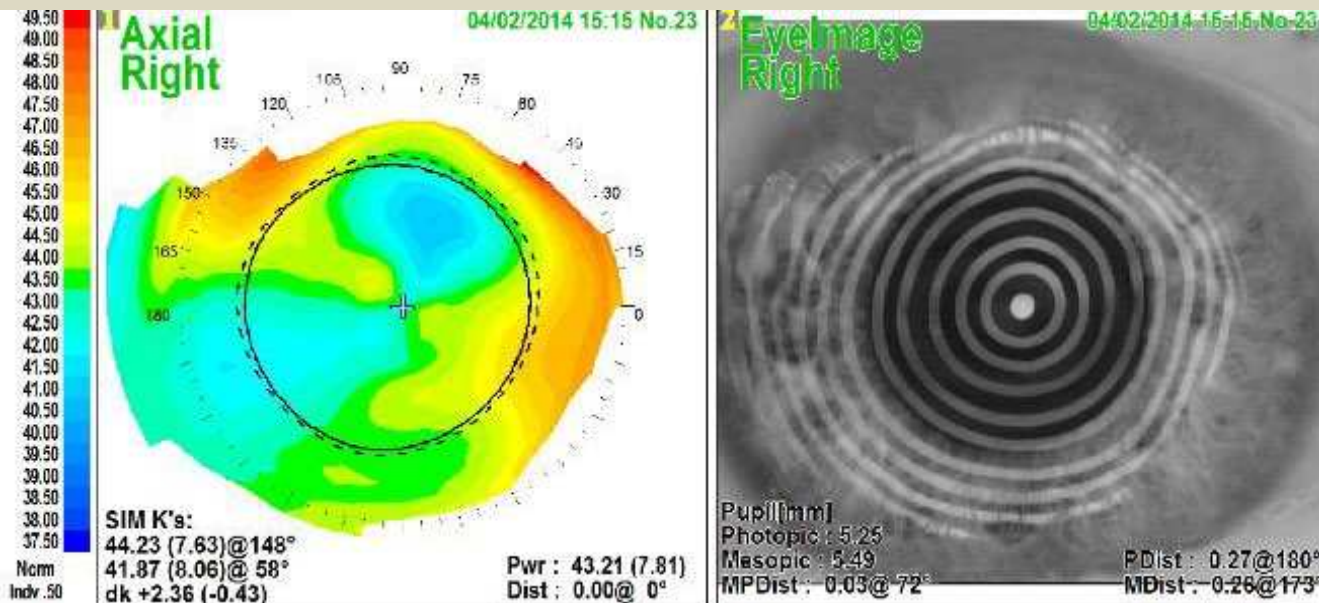 49.50
49.00
48.50
48.00
47.50
47.00
46.50
46.00
45.50
45.00
44.50
44.00
43.50
43.00
42.50
42.00
41.50
41.00
40.50
40.00
39.50
39.00
38.50
38.00
37.50
Norm
Indv .50
1
04/02/2014 15:15 No.23
Axial
Right
90
105
75
120
60
135
45
150
30
165
15
180
0
SIM K's:
44.23 (7.63)@148°
41.87 (8.06)@ 58°
dk +2.36 (-0.43)
Pwr : 43.21 (7.81)
Dist : 0.00@ 0°
2
04/02/2014 15:15 No.23
EyeImage
Right
Pupil[mm]
Photopic : 5.25
Mesopic : 5.49
MPDist : 0.03@ 72°
PDist : 0.27@180°
MDist : 0.26@173°